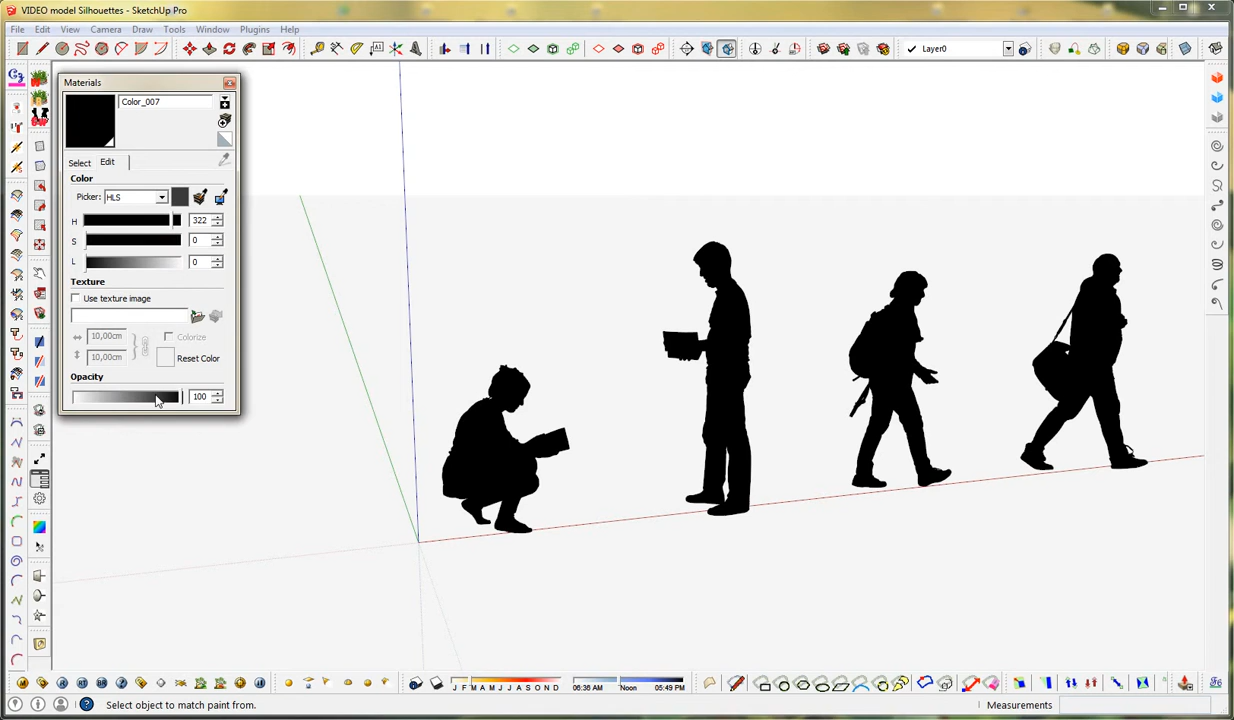 VIDEO model Silhouettes - SketchUp Pro
File Edit View Camera Draw Tools Window Plugins Help
Layer0
Materials
Color_007
Select Edit
Color
Picker: HLS
H 322
S 0
L 0
Texture
Use texture image
10,00cm Colorize
10,00cm Reset Color
Opacity
100
J F M A M J J A S O N D 06:36 AM Noon 05:49 PM
Select object to match paint from. Measurements